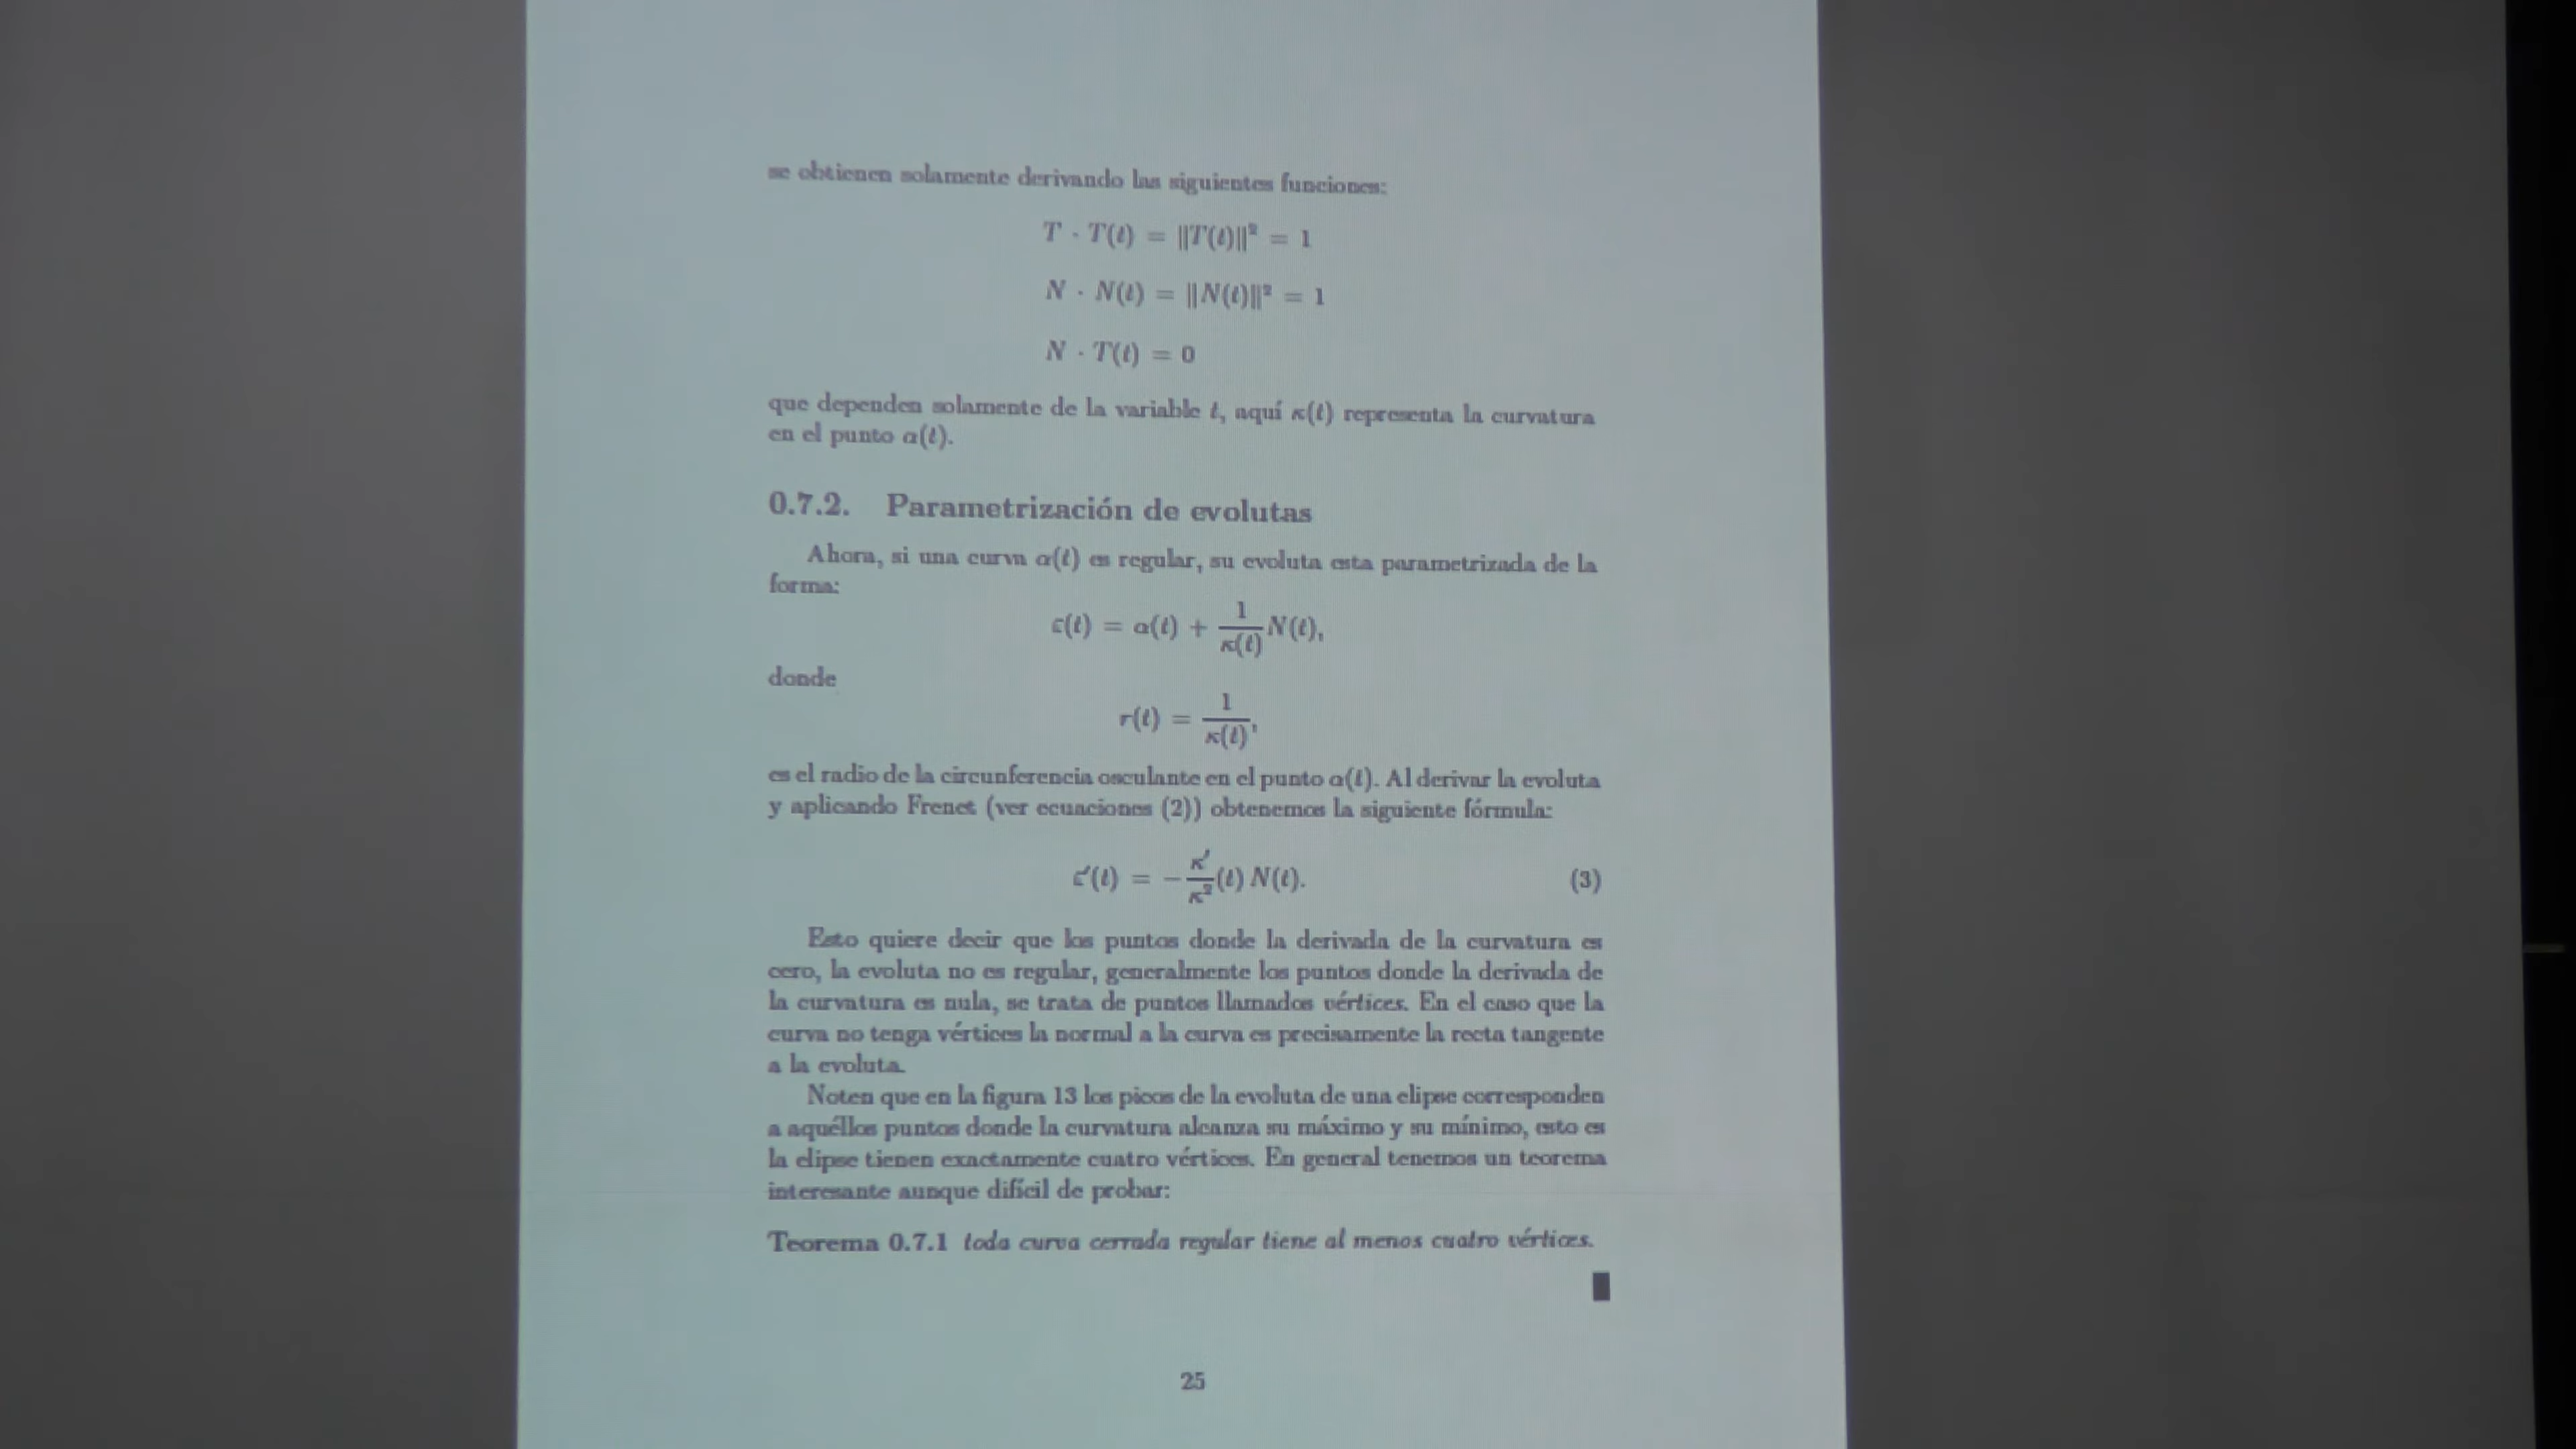 se obtienen solamente derivando las siguientes funciones:
T · T(t) = ||T(t)||² = 1
N · N(t) = ||N(t)||² = 1
N · T(t) = 0
que dependen solamente de la variable t, aquí κ(t) representa la curvatura
en el punto α(t).
0.7.2. Parametrización de evolutas
Ahora, si una curva α(t) es regular, su evoluta esta parametrizada de la
forma:
c(t) = α(t) + 1/κ(t) N(t),
donde
r(t) = 1/κ(t),
es el radio de la circunferencia osculante en el punto α(t). Al derivar la evoluta
y aplicando Frenet (ver ecuaciones (2)) obtenemos la siguiente fórmula:
c′(t) = − κ′/κ² (t) N(t). (3)
Esto quiere decir que los puntos donde la derivada de la curvatura es
cero, la evoluta no es regular, generalmente los puntos donde la derivada de
la curvatura es nula, se trata de puntos llamados vértices. En el caso que la
curva no tenga vértices la normal a la curva es precisamente la recta tangente
a la evoluta.
Noten que en la figura 13 los picos de la evoluta de una elipse corresponden
a aquéllos puntos donde la curvatura alcanza su máximo y su mínimo, esto es
la elipse tienen exactamente cuatro vértices. En general tenemos un teorema
interesante aunque difícil de probar:
Teorema 0.7.1 toda curva cerrada regular tiene al menos cuatro vértices.
25